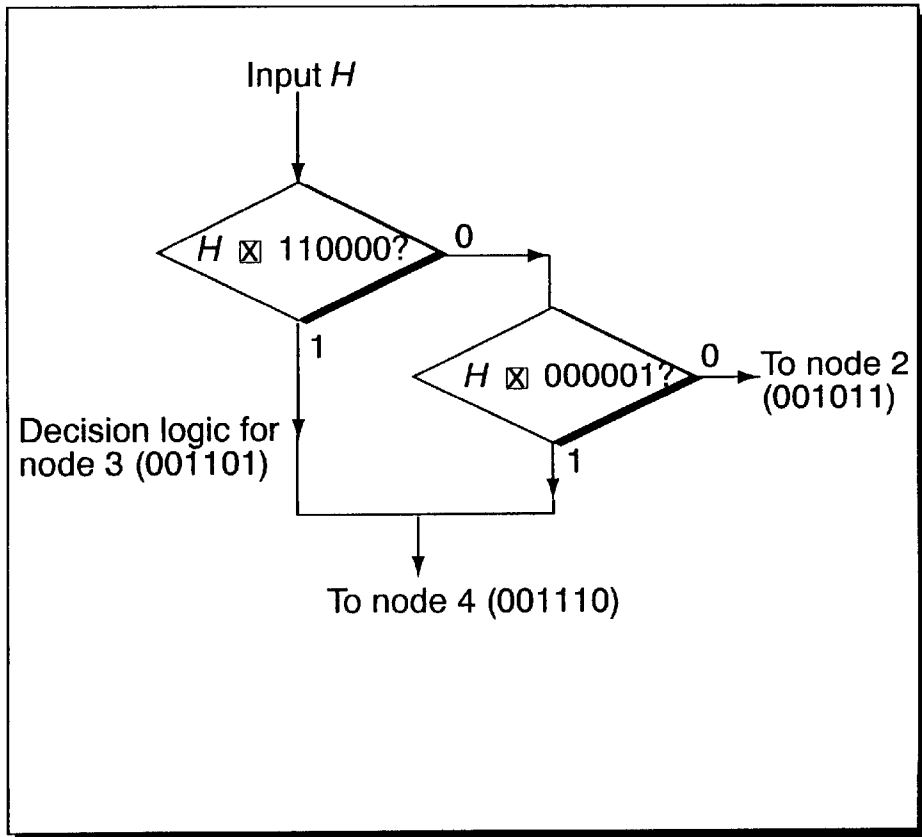 Input H
H ☒ 110000?
0
1
H ☒ 000001?
0
To node 2
(001011)
Decision logic for
node 3 (001101)
1
To node 4 (001110)